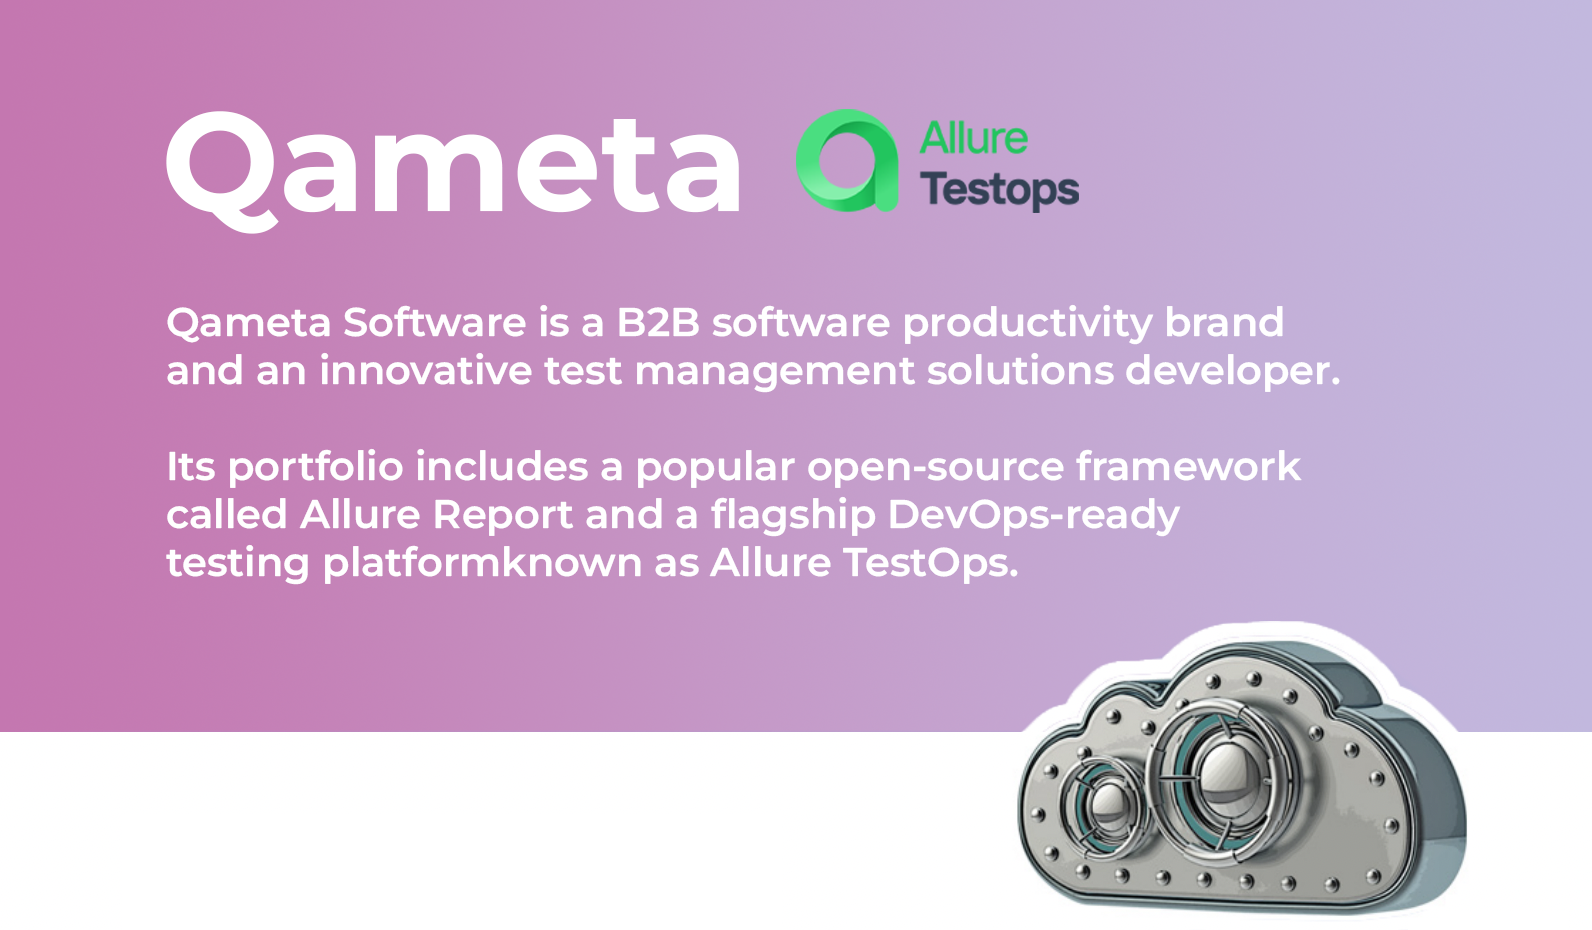 Qameta
Allure
Testops
Qameta Software is a B2B software productivity brand
and an innovative test management solutions developer.
Its portfolio includes a popular open-source framework
called Allure Report and a flagship DevOps-ready
testing platformknown as Allure TestOps.